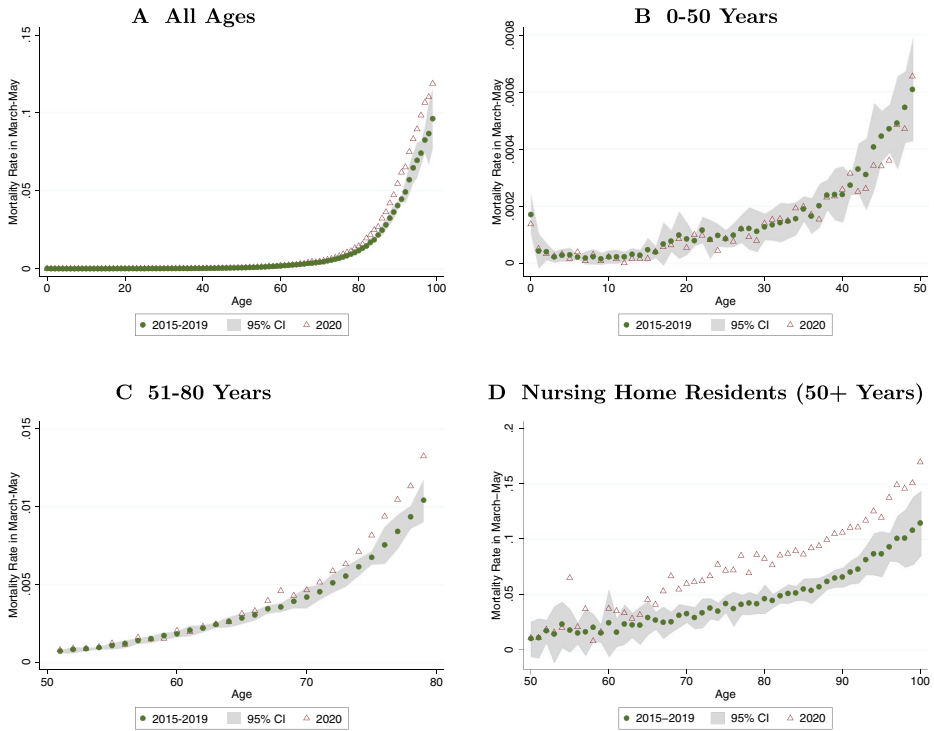 A All Ages
Mortality Rate in March-May
.15
.1
.05
0
0 20 40 60 80 100
Age
2015-2019 95% CI 2020
B 0-50 Years
Mortality Rate in March-May
.0008
.0006
.0004
.0002
0
0 10 20 30 40 50
Age
2015-2019 95% CI 2020
C 51-80 Years
Mortality Rate in March-May
.015
.01
.005
0
50 60 70 80
Age
2015-2019 95% CI 2020
D Nursing Home Residents (50+ Years)
Mortality Rate in March–May
.2
.15
.1
.05
0
50 60 70 80 90 100
Age
2015–2019 95% CI 2020